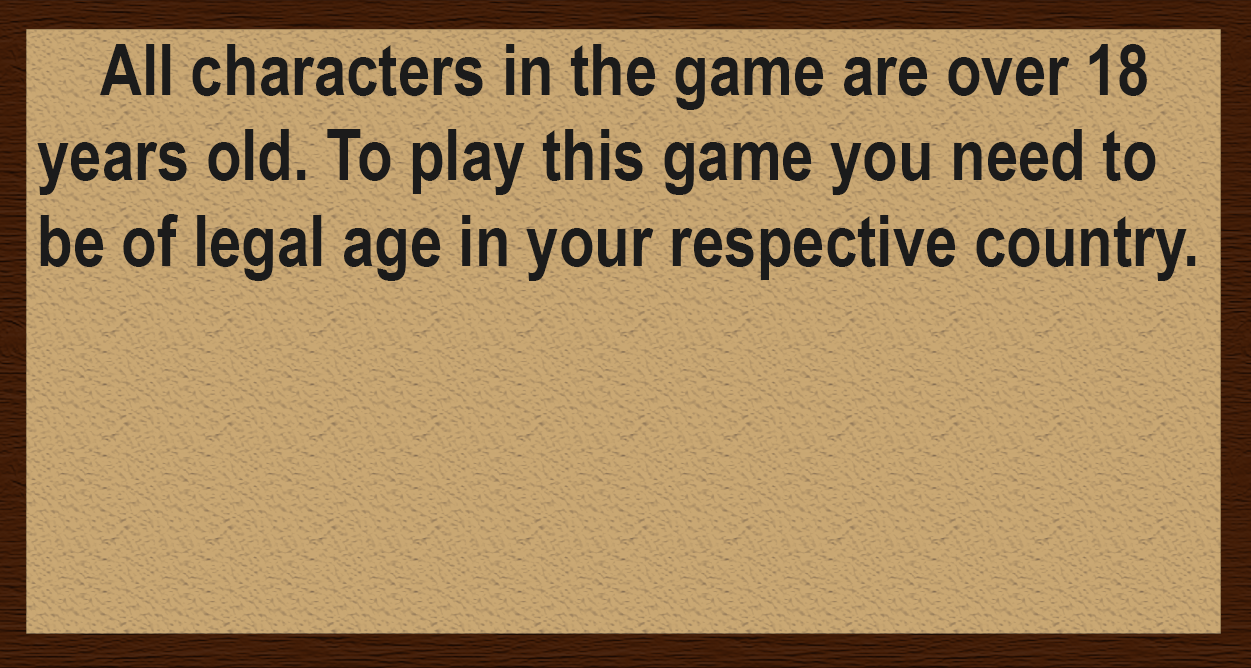 All characters in the game are over 18
years old. To play this game you need to
be of legal age in your respective country.